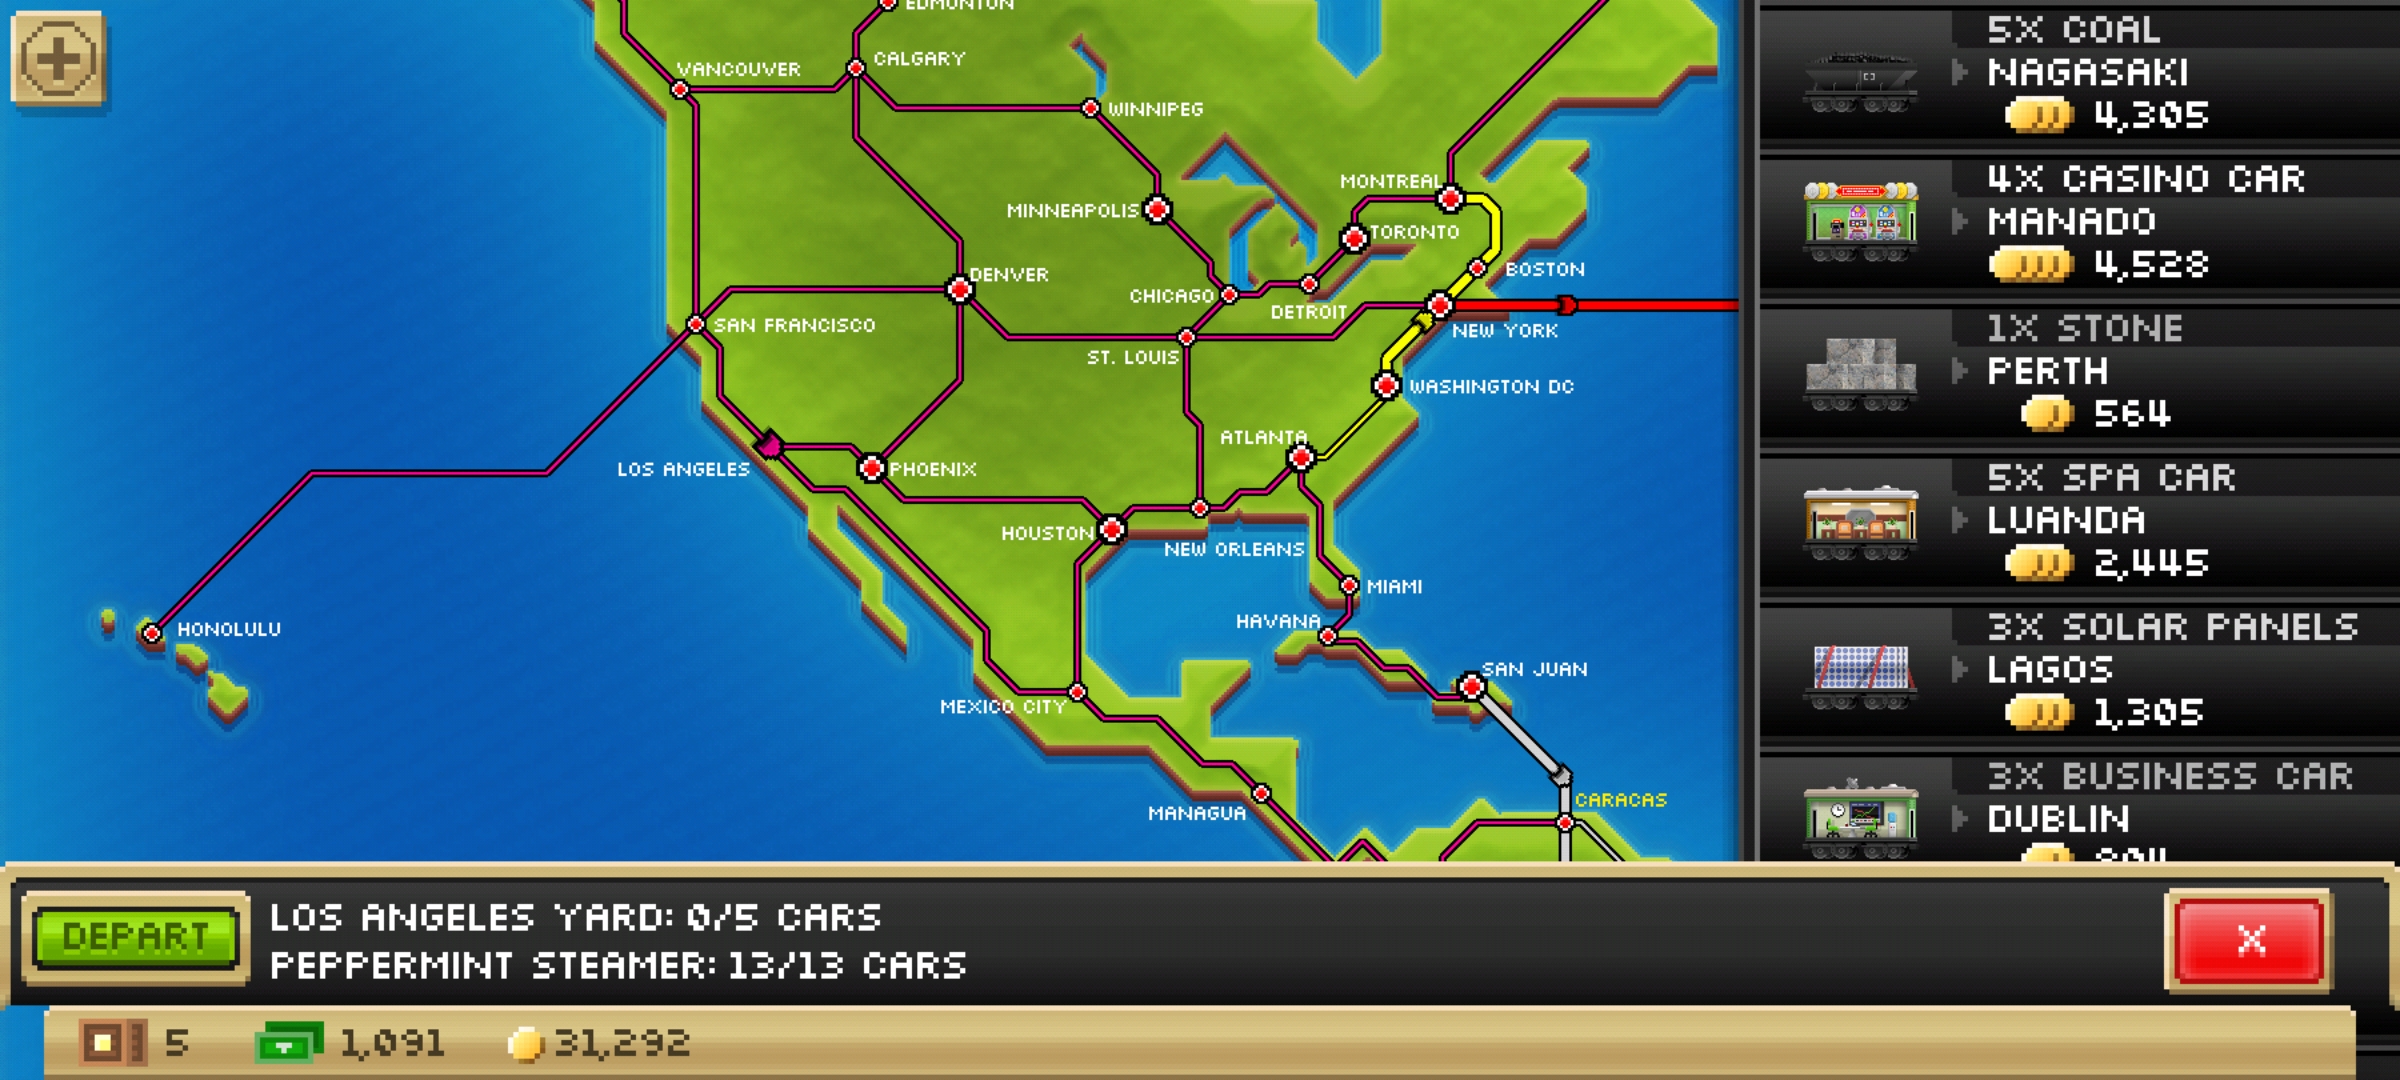 EDMONTON
CALGARY
VANCOUVER
WINNIPEG
MONTREAL
MINNEAPOLIS
TORONTO
BOSTON
DENVER
CHICAGO
DETROIT
SAN FRANCISCO
NEW YORK
ST. LOUIS
WASHINGTON DC
ATLANTA
LOS ANGELES
PHOENIX
HOUSTON
NEW ORLEANS
MIAMI
HAVANA
HONOLULU
SAN JUAN
MEXICO CITY
CARACAS
MANAGUA
5X COAL
NAGASAKI
4,305
4X CASINO CAR
MANADO
4,528
1X STONE
PERTH
564
5X SPA CAR
LUANDA
2,445
3X SOLAR PANELS
LAGOS
1,305
3X BUSINESS CAR
DUBLIN
DEPART
LOS ANGELES YARD: 0/5 CARS
PEPPERMINT STEAMER: 13/13 CARS
X
5
1,091
31,292